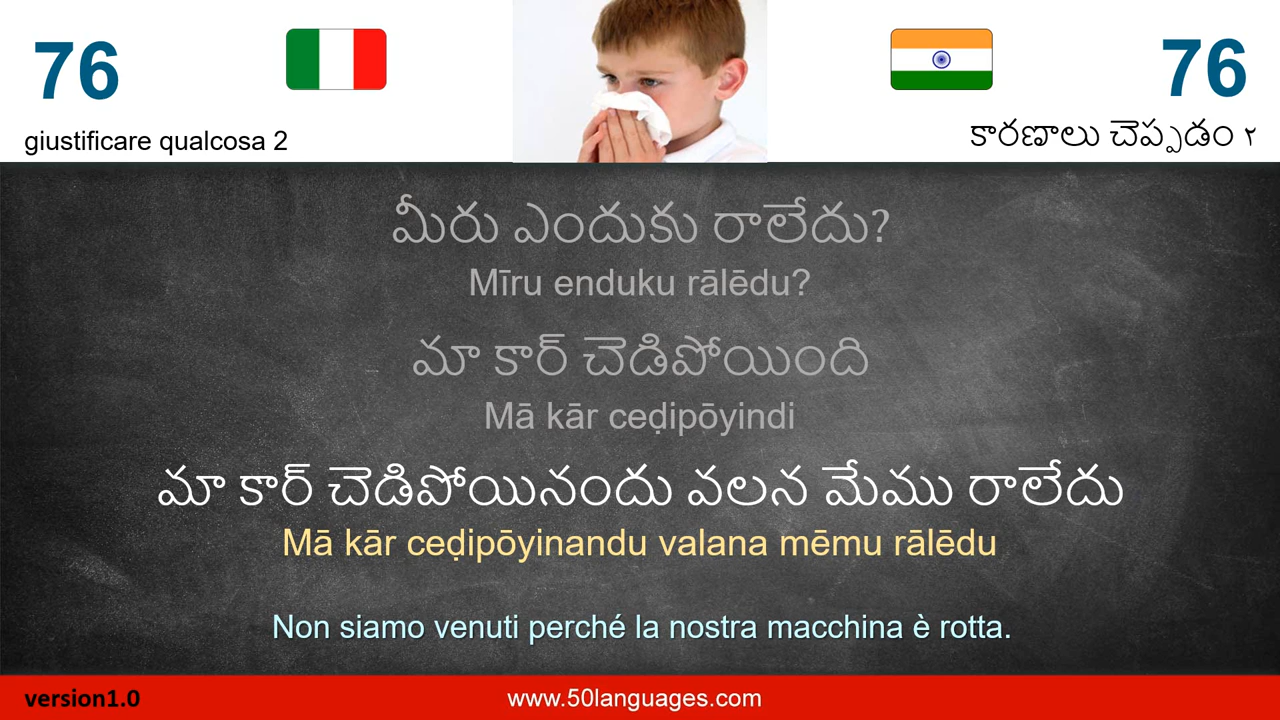 76
76
giustificare qualcosa 2
కారణాలు చెప్పడం ౨
మీరు ఎందుకు రాలేదు?
Mīru enduku rālēdu?
మా కార్ చెడిపోయింది
Mā kār ceḍipōyindi
మా కార్ చెడిపోయినందు వలన మేము రాలేదు
Mā kār ceḍipōyinandu valana mēmu rālēdu
Non siamo venuti perché la nostra macchina è rotta.
version1.0
www.50languages.com